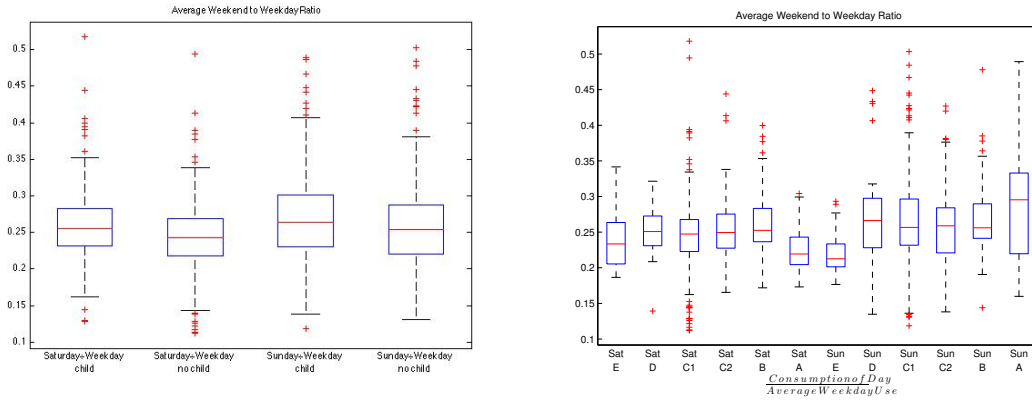 Average Weekend to Weekday Ratio
0.5
0.45
0.4
0.35
0.3
0.25
0.2
0.15
0.1
Saturday÷Weekday Saturday÷Weekday Sunday÷Weekday Sunday÷Weekday
child no child child no child
Average Weekend to Weekday Ratio
0.5
0.45
0.4
0.35
0.3
0.25
0.2
0.15
0.1
Sat Sat Sat Sat Sat Sat Sun Sun Sun Sun Sun Sun
E D C1 C2 B A E D C1 C2 B A
ConsumptionofDay
AverageWeekdayUse